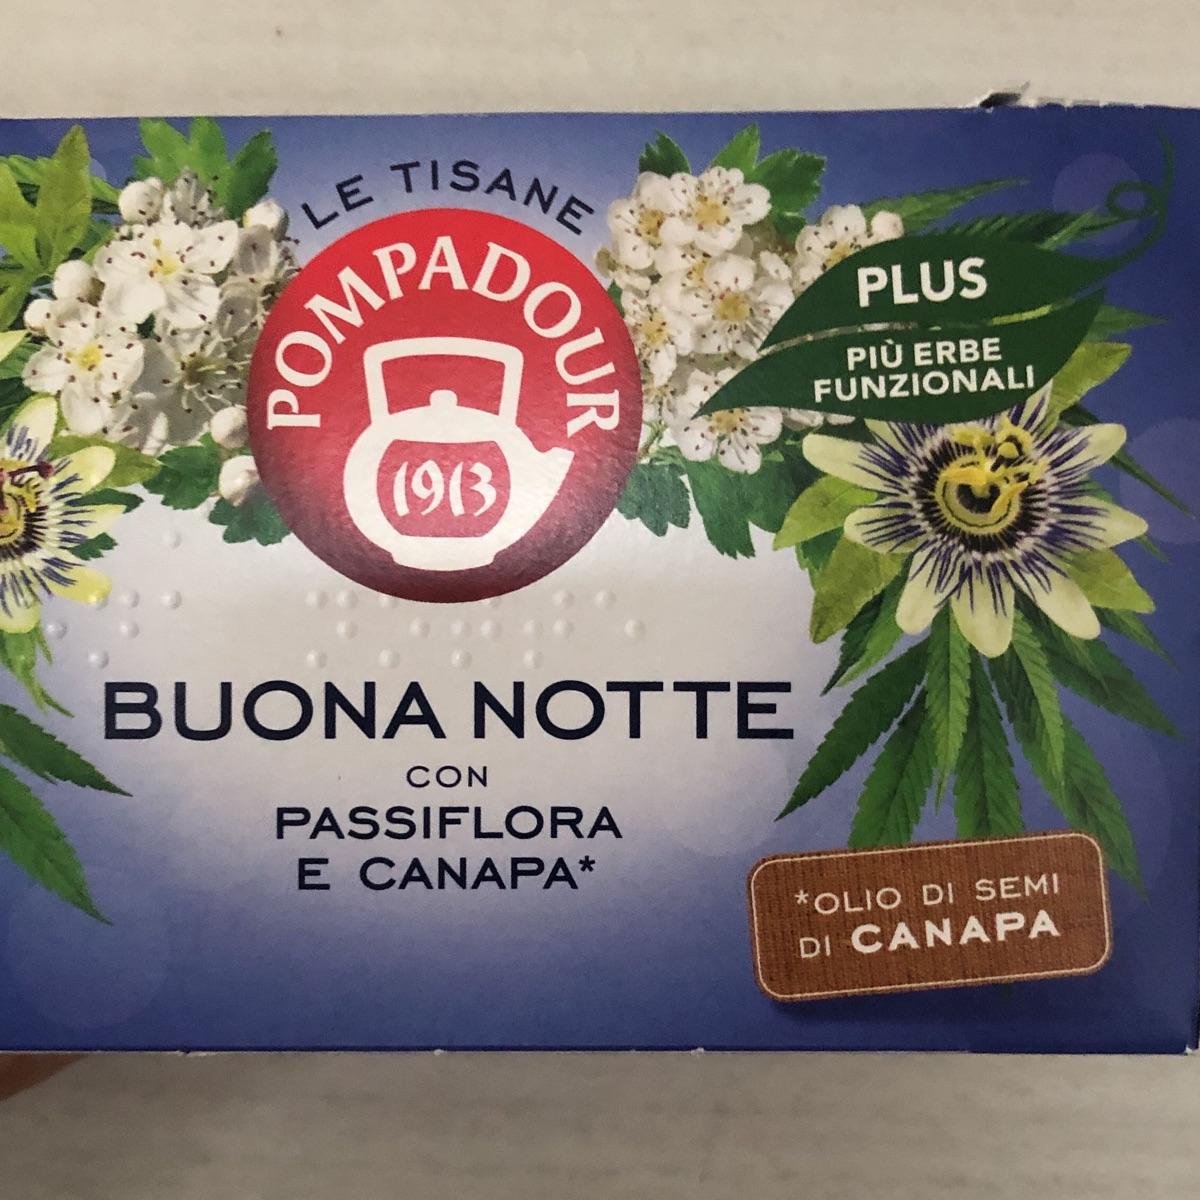 LE TISANE
POMPADOUR
1913
PLUS
PIÙ ERBE
FUNZIONALI
BUONA NOTTE
CON
PASSIFLORA
E CANAPA*
*OLIO DI SEMI
DI CANAPA